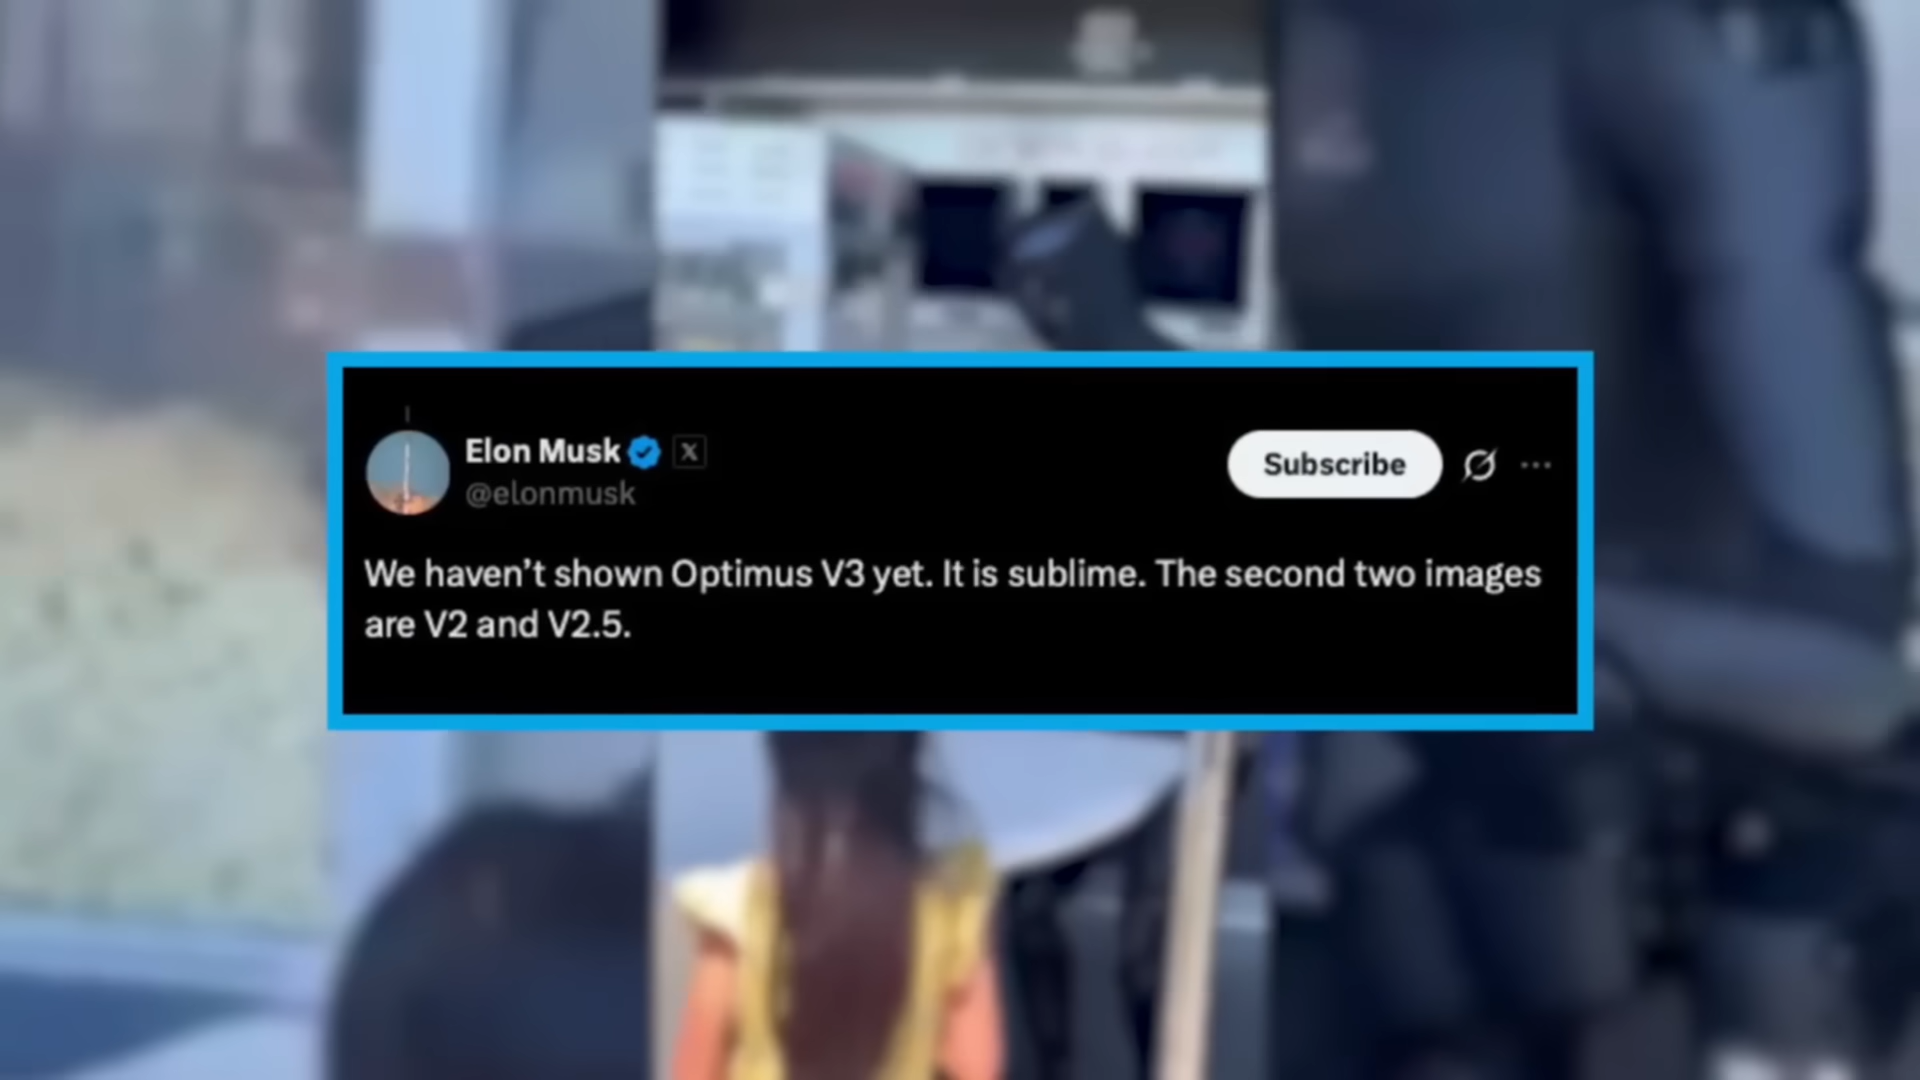 Elon Musk
@elonmusk
Subscribe
We haven't shown Optimus V3 yet. It is sublime. The second two images
are V2 and V2.5.